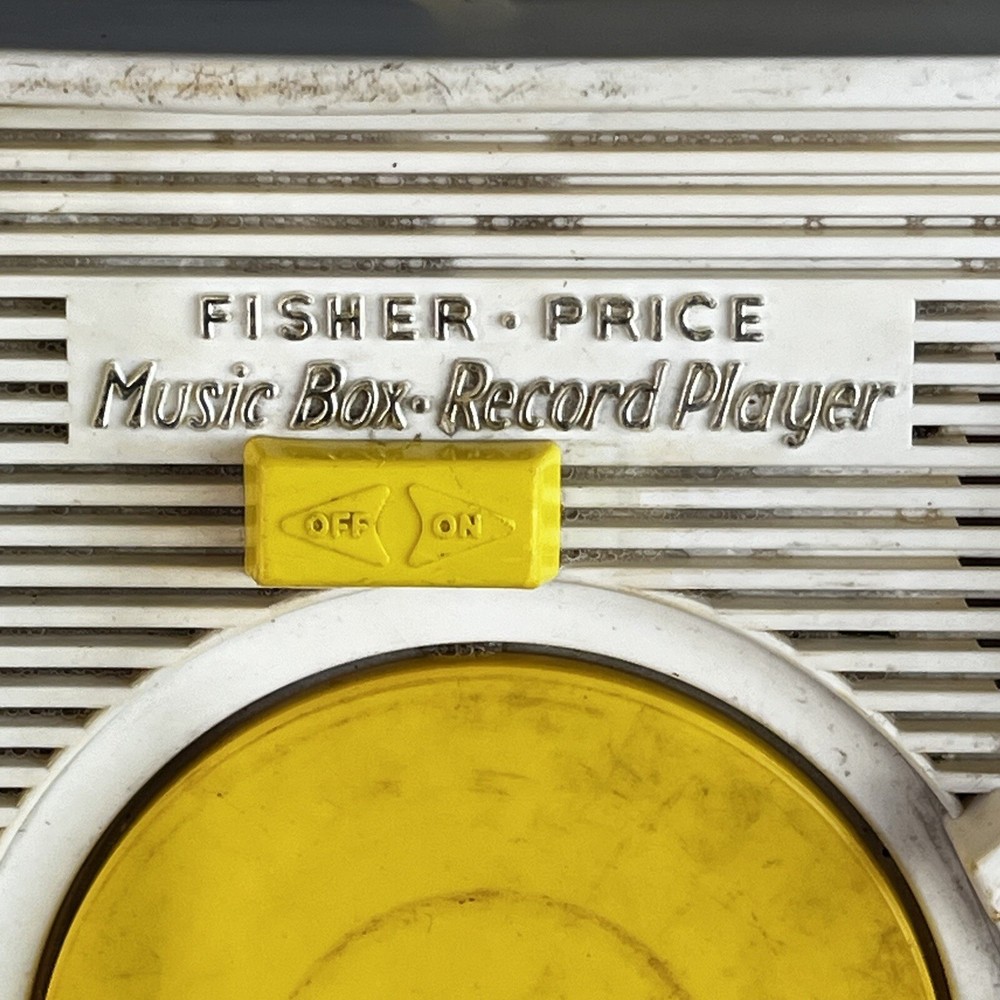 FISHER · PRICE
Music Box · Record Player
OFF ON